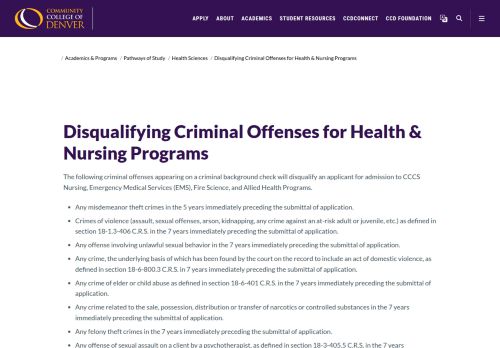 COMMUNITY
COLLEGE OF
DENVER
APPLY ABOUT ACADEMICS STUDENT RESOURCES CCDCONNECT CCD FOUNDATION
/ Academics & Programs / Pathways of Study / Health Sciences / Disqualifying Criminal Offenses for Health & Nursing Programs
Disqualifying Criminal Offenses for Health &
Nursing Programs
The following criminal offenses appearing on a criminal background check will disqualify an applicant for admission to CCCS
Nursing, Emergency Medical Services (EMS), Fire Science, and Allied Health Programs.
• Any misdemeanor theft crimes in the 5 years immediately preceding the submittal of application.
• Crimes of violence (assault, sexual offenses, arson, kidnapping, any crime against an at-risk adult or juvenile, etc.) as defined in
section 18-1.3-406 C.R.S. in the 7 years immediately preceding the submittal of application.
• Any offense involving unlawful sexual behavior in the 7 years immediately preceding the submittal of application.
• Any crime, the underlying basis of which has been found by the court on the record to include an act of domestic violence, as
defined in section 18-6-800.3 C.R.S. in 7 years immediately preceding the submittal of application.
• Any crime of elder or child abuse as defined in section 18-6-401 C.R.S. in the 7 years immediately preceding the submittal of
application.
• Any crime related to the sale, possession, distribution or transfer of narcotics or controlled substances in the 7 years
immediately preceding the submittal of application.
• Any felony theft crimes in the 7 years immediately preceding the submittal of application.
• Any offense of sexual assault on a client by a psychotherapist, as defined in section 18-3-405.5 C.R.S. in the 7 years